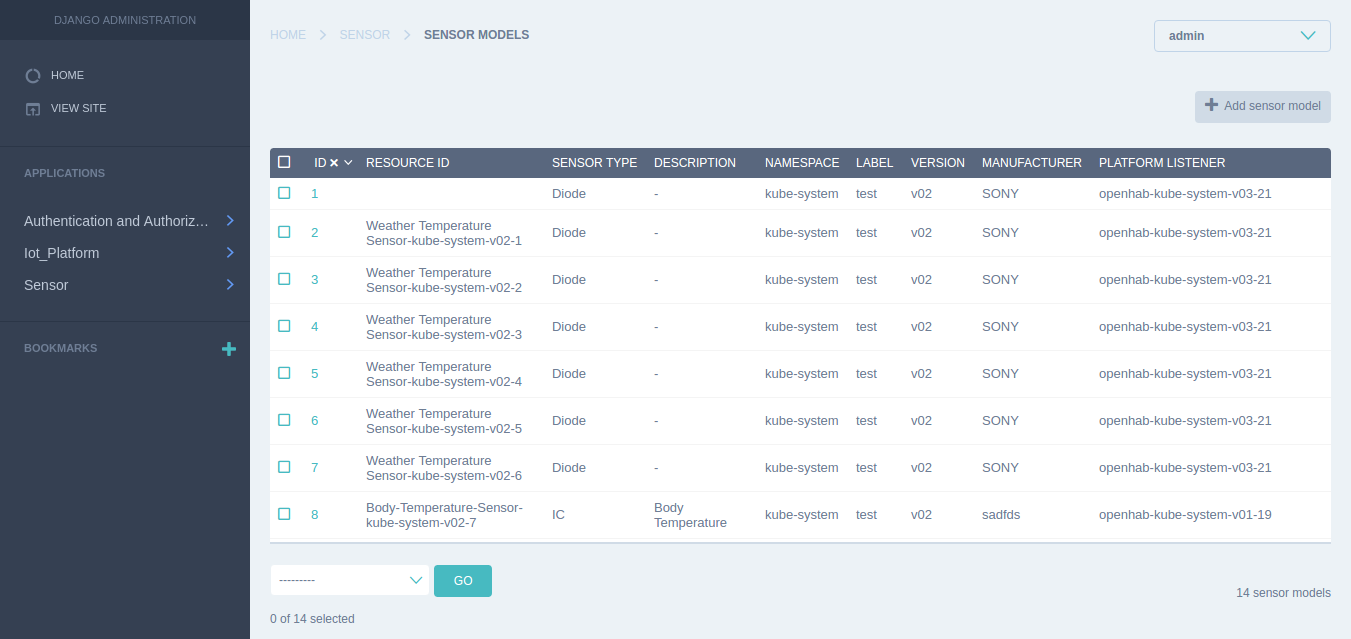 DJANGO ADMINISTRATION
HOME
VIEW SITE
APPLICATIONS
Authentication and Authoriz…
Iot_Platform
Sensor
BOOKMARKS
HOME SENSOR SENSOR MODELS
admin
Add sensor model
ID RESOURCE ID SENSOR TYPE DESCRIPTION NAMESPACE LABEL VERSION MANUFACTURER PLATFORM LISTENER
1 Diode - kube-system test v02 SONY openhab-kube-system-v03-21
Weather Temperature
2 Sensor-kube-system-v02-1 Diode - kube-system test v02 SONY openhab-kube-system-v03-21
Weather Temperature
3 Sensor-kube-system-v02-2 Diode - kube-system test v02 SONY openhab-kube-system-v03-21
Weather Temperature
4 Sensor-kube-system-v02-3 Diode - kube-system test v02 SONY openhab-kube-system-v03-21
Weather Temperature
5 Sensor-kube-system-v02-4 Diode - kube-system test v02 SONY openhab-kube-system-v03-21
Weather Temperature
6 Sensor-kube-system-v02-5 Diode - kube-system test v02 SONY openhab-kube-system-v03-21
Weather Temperature
7 Sensor-kube-system-v02-6 Diode - kube-system test v02 SONY openhab-kube-system-v03-21
Body-Temperature-Sensor- Body
8 kube-system-v02-7 IC Temperature kube-system test v02 sadfds openhab-kube-system-v01-19
---------
GO
14 sensor models
0 of 14 selected